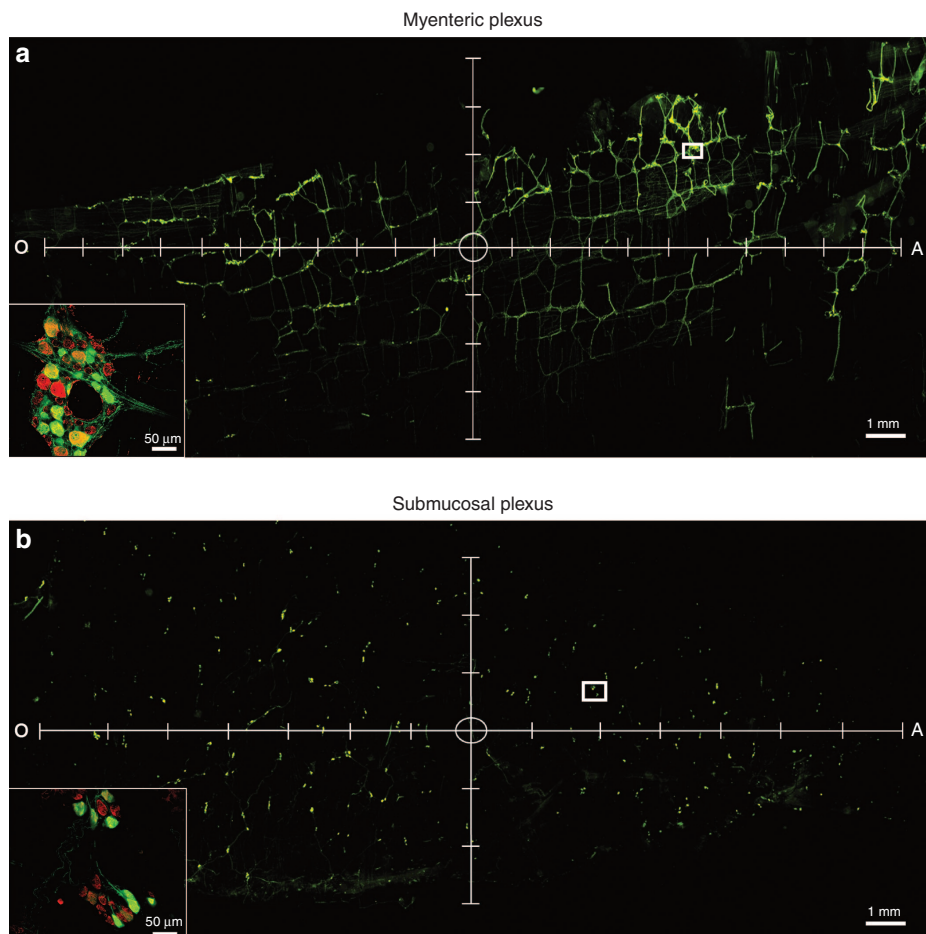 Myenteric plexus
a
O
A
50 μm
1 mm
Submucosal plexus
b
O
A
50 μm
1 mm